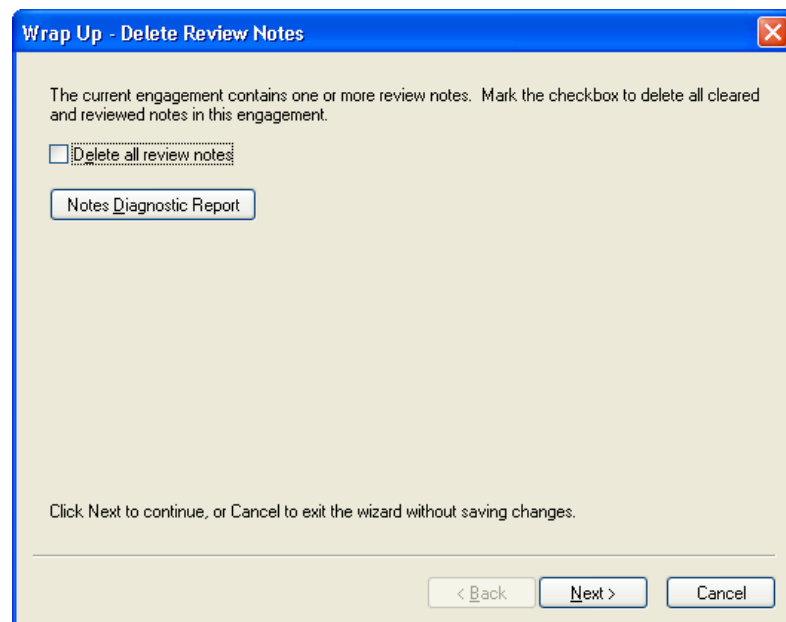 Wrap Up - Delete Review Notes
The current engagement contains one or more review notes. Mark the checkbox to delete all cleared
and reviewed notes in this engagement.
Delete all review notes
Notes Diagnostic Report
Click Next to continue, or Cancel to exit the wizard without saving changes.
< Back Next > Cancel